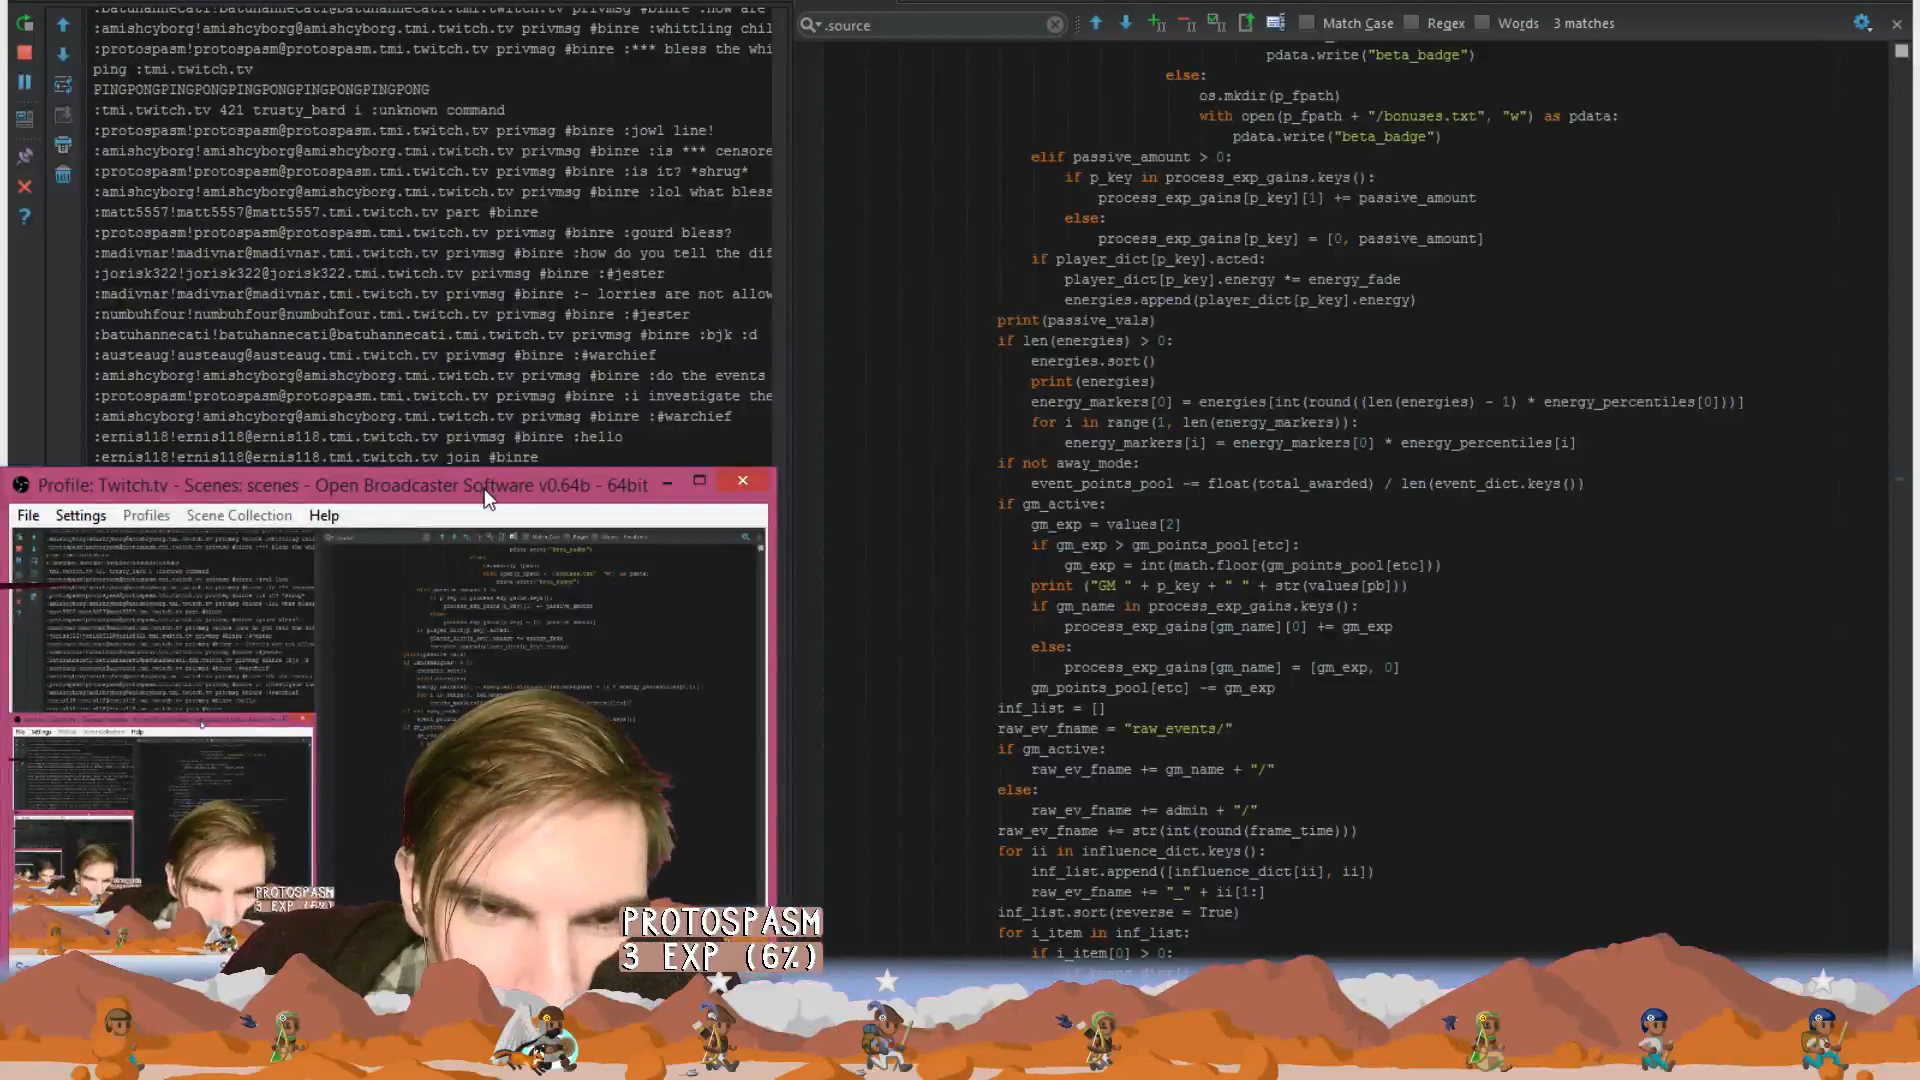 :batuhannecati!batuhannecati@batuhannecati.tmi.twitch.tv privmsg #binre :how are
:amishcyborg!amishcyborg@amishcyborg.tmi.twitch.tv privmsg #binre :whittling chil
:protospasm!protospasm@protospasm.tmi.twitch.tv privmsg #binre :*** bless the whi
ping :tmi.twitch.tv
PINGPONGPINGPONGPINGPONGPINGPONGPINGPONG
:tmi.twitch.tv 421 trusty_bard i :unknown command
:protospasm!protospasm@protospasm.tmi.twitch.tv privmsg #binre :jowl line!
:amishcyborg!amishcyborg@amishcyborg.tmi.twitch.tv privmsg #binre :is *** censore
:protospasm!protospasm@protospasm.tmi.twitch.tv privmsg #binre :is it? *shrug*
:amishcyborg!amishcyborg@amishcyborg.tmi.twitch.tv privmsg #binre :lol what bless
:matt5557!matt5557@matt5557.tmi.twitch.tv part #binre
:protospasm!protospasm@protospasm.tmi.twitch.tv privmsg #binre :gourd bless?
:madivnar!madivnar@madivnar.tmi.twitch.tv privmsg #binre :how do you tell the dif
:jorisk322!jorisk322@jorisk322.tmi.twitch.tv privmsg #binre :#jester
:madivnar!madivnar@madivnar.tmi.twitch.tv privmsg #binre :- lorries are not allow
:numbuhfour!numbuhfour@numbuhfour.tmi.twitch.tv privmsg #binre :#jester
:batuhannecati!batuhannecati@batuhannecati.tmi.twitch.tv privmsg #binre :bjk :d
:austeaug!austeaug@austeaug.tmi.twitch.tv privmsg #binre :#warchief
:amishcyborg!amishcyborg@amishcyborg.tmi.twitch.tv privmsg #binre :do the events
:protospasm!protospasm@protospasm.tmi.twitch.tv privmsg #binre :i investigate the
:amishcyborg!amishcyborg@amishcyborg.tmi.twitch.tv privmsg #binre :#warchief
:ernis118!ernis118@ernis118.tmi.twitch.tv privmsg #binre :hello
:ernis118!ernis118@ernis118.tmi.twitch.tv join #binre
Profile: Twitch.tv - Scenes: scenes - Open Broadcaster Software v0.64b - 64bit
File Settings Profiles Scene Collection Help
PROTOSPASM
3 EXP (6%)
PROTOSPASM
3 EXP (6%)
.source Match Case Regex Words 3 matches
pdata.write("beta_badge")
else:
os.mkdir(p_fpath)
with open(p_fpath + "/bonuses.txt", "w") as pdata:
pdata.write("beta_badge")
elif passive_amount > 0:
if p_key in process_exp_gains.keys():
process_exp_gains[p_key][1] += passive_amount
else:
process_exp_gains[p_key] = [0, passive_amount]
if player_dict[p_key].acted:
player_dict[p_key].energy *= energy_fade
energies.append(player_dict[p_key].energy)
print(passive_vals)
if len(energies) > 0:
energies.sort()
print(energies)
energy_markers[0] = energies[int(round((len(energies) - 1) * energy_percentiles[0]))]
for i in range(1, len(energy_markers)):
energy_markers[i] = energy_markers[0] * energy_percentiles[i]
if not away_mode:
event_points_pool -= float(total_awarded) / len(event_dict.keys())
if gm_active:
gm_exp = values[2]
if gm_exp > gm_points_pool[etc]:
gm_exp = int(math.floor(gm_points_pool[etc]))
print ("GM " + p_key + " " + str(values[pb]))
if gm_name in process_exp_gains.keys():
process_exp_gains[gm_name][0] += gm_exp
else:
process_exp_gains[gm_name] = [gm_exp, 0]
gm_points_pool[etc] -= gm_exp
inf_list = []
raw_ev_fname = "raw_events/"
if gm_active:
raw_ev_fname += gm_name + "/"
else:
raw_ev_fname += admin + "/"
raw_ev_fname += str(int(round(frame_time)))
for ii in influence_dict.keys():
inf_list.append([influence_dict[ii], ii])
raw_ev_fname += "_" + ii[1:]
inf_list.sort(reverse = True)
for i_item in inf_list:
if i_item[0] > 0: